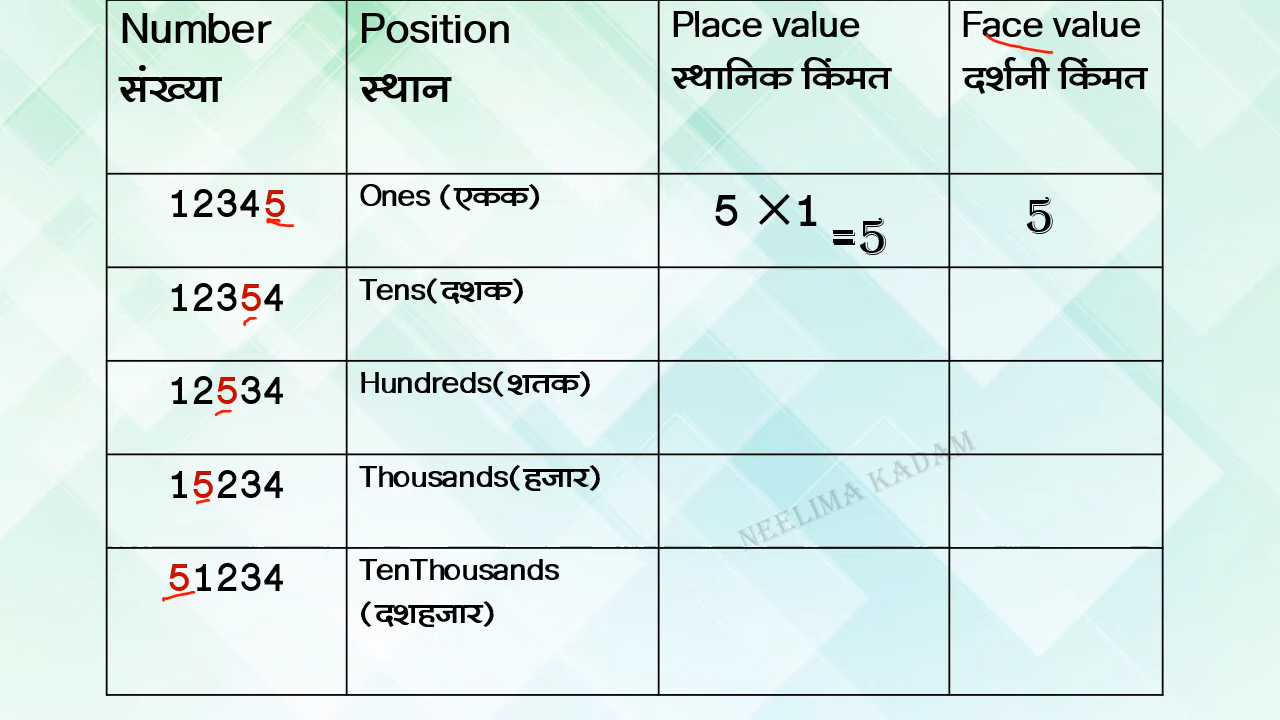 Number Position Place value Face value
संख्या स्थान स्थानिक किंमत दर्शनी किंमत
12345 Ones (एकक) 5 ×1 =5 5
12354 Tens(दशक)
12534 Hundreds(शतक)
15234 Thousands(हजार)
51234 TenThousands
(दशहजार)
NEELIMA KADAM